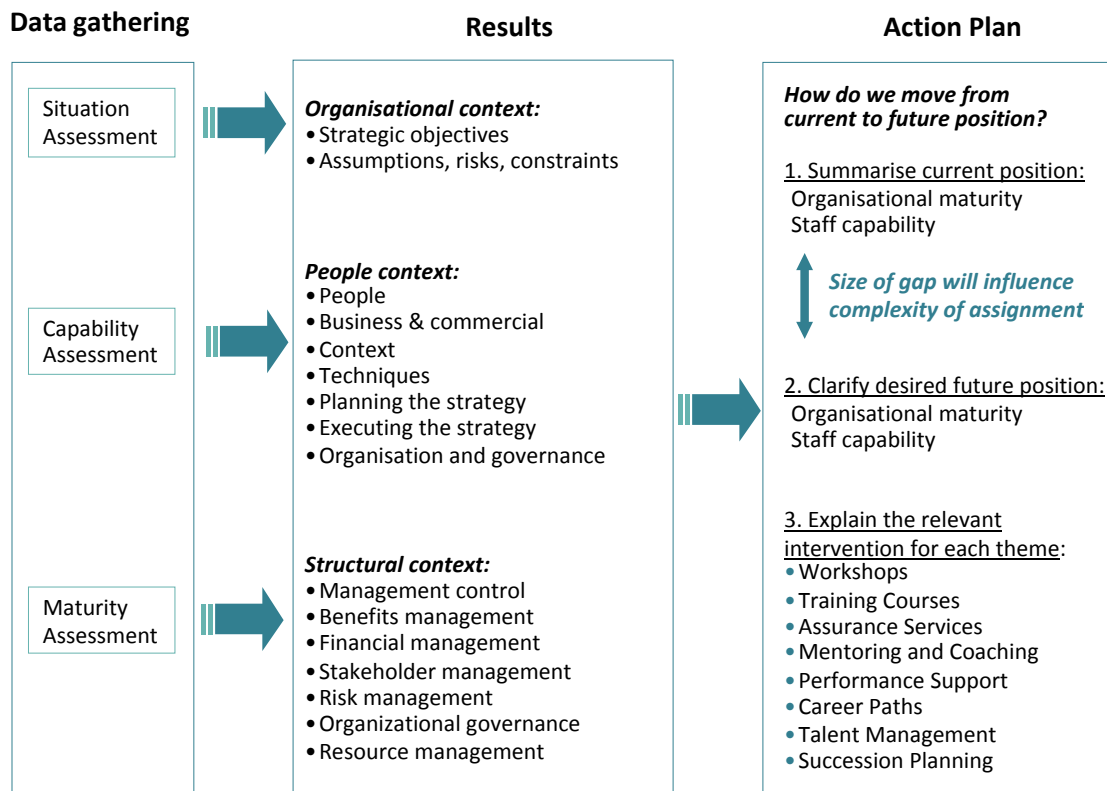 Data gathering
Situation
Assessment
Capability
Assessment
Maturity
Assessment
Results
Organisational context:
• Strategic objectives
• Assumptions, risks, constraints
People context:
• People
• Business & commercial
• Context
• Techniques
• Planning the strategy
• Executing the strategy
• Organisation and governance
Structural context:
• Management control
• Benefits management
• Financial management
• Stakeholder management
• Risk management
• Organizational governance
• Resource management
Action Plan
How do we move from
current to future position?
1. Summarise current position:
Organisational maturity
Staff capability
Size of gap will influence
complexity of assignment
2. Clarify desired future position:
Organisational maturity
Staff capability
3. Explain the relevant
intervention for each theme:
• Workshops
• Training Courses
• Assurance Services
• Mentoring and Coaching
• Performance Support
• Career Paths
• Talent Management
• Succession Planning